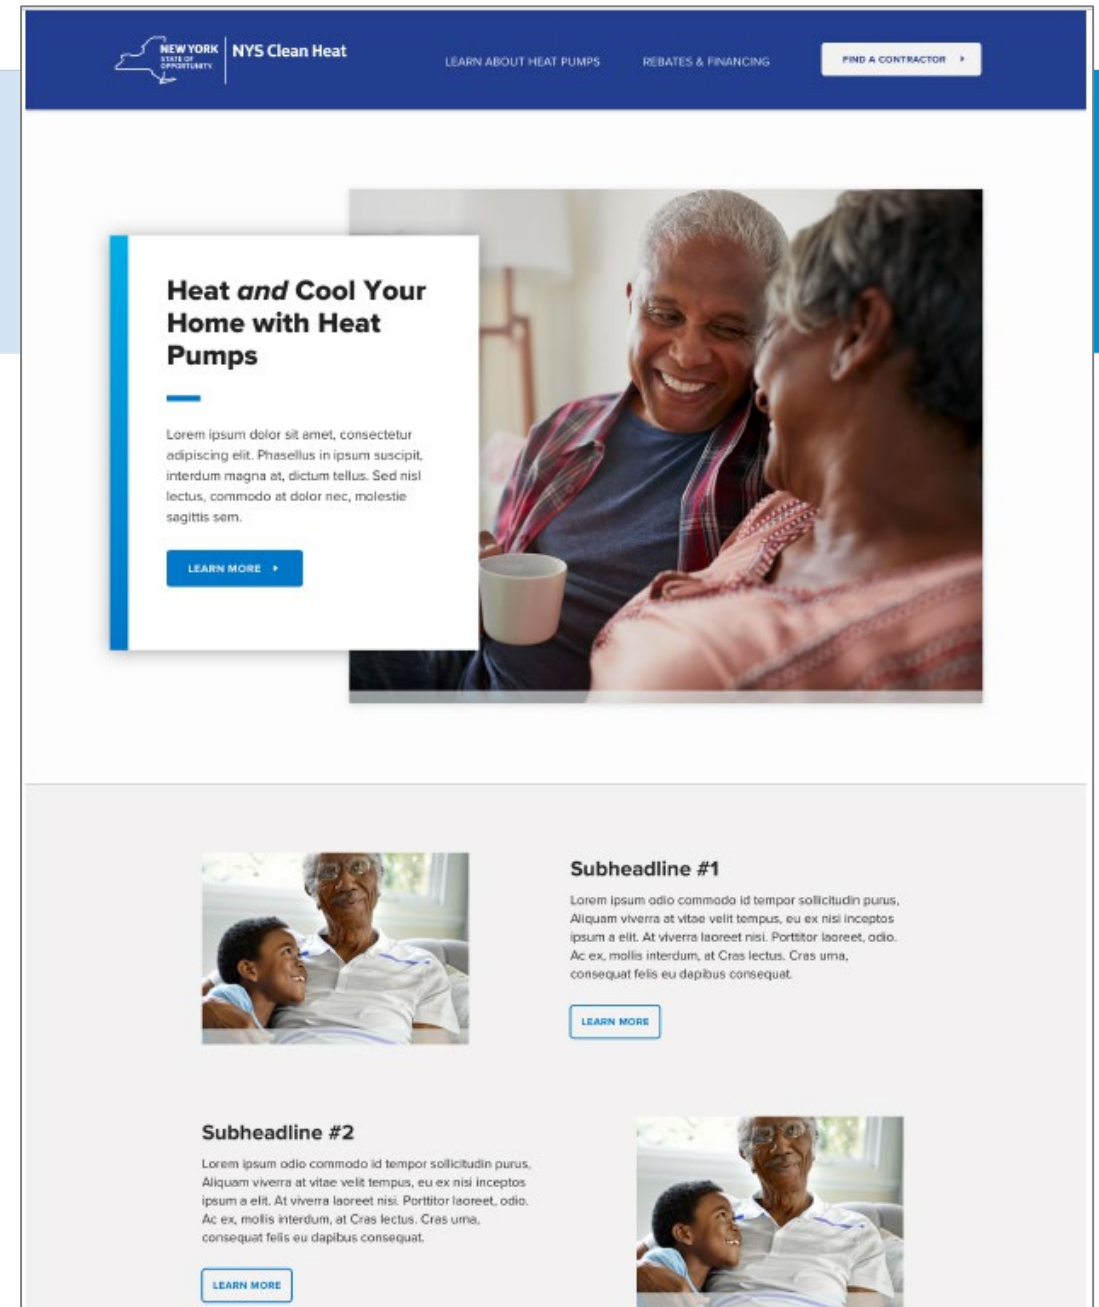 NEW YORK
STATE OF
OPPORTUNITY.
NYS Clean Heat
LEARN ABOUT HEAT PUMPS
REBATES & FINANCING
FIND A CONTRACTOR
Heat and Cool Your
Home with Heat
Pumps
Lorem ipsum dolor sit amet, consectetur
adipiscing elit. Phasellus in ipsum suscipit,
interdum magna at, dictum tellus. Sed nisl
lectus, commodo at dolor nec, molestie
sagittis sem.
LEARN MORE
Subheadline #1
Lorem ipsum odio commodo id tempor sollicitudin purus,
Aliquam viverra at vitae velit tempus, eu ex nisi inceptos
ipsum a elit. At viverra laoreet nisi. Porttitor laoreet, odio.
Ac ex, mollis interdum, at Cras lectus. Cras urna,
consequat felis eu dapibus consequat.
LEARN MORE
Subheadline #2
Lorem ipsum odio commodo id tempor sollicitudin purus,
Aliquam viverra at vitae velit tempus, eu ex nisi inceptos
ipsum a elit. At viverra laoreet nisi. Porttitor laoreet, odio.
Ac ex, mollis interdum, at Cras lectus. Cras urna,
consequat felis eu dapibus consequat.
LEARN MORE